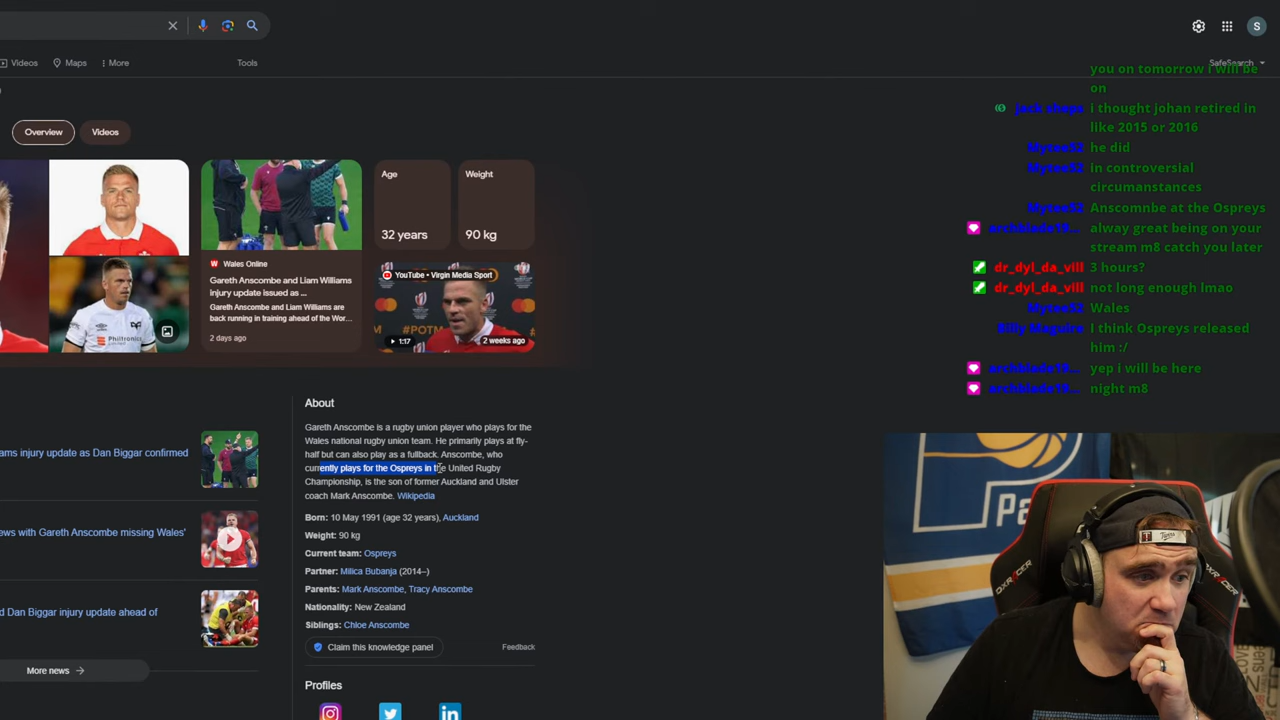 S
Videos
Maps
More
Tools
SafeSearch
Overview
Videos
Age
32 years
Weight
90 kg
Wales Online
Gareth Anscombe and Liam Williams
injury update issued as ...
Gareth Anscombe and Liam Williams are
back running in training ahead of the Wor...
2 days ago
YouTube • Virgin Media Sport
#POTM
1:17
2 weeks ago
Philtronics
ams injury update as Dan Biggar confirmed
ews with Gareth Anscombe missing Wales'
d Dan Biggar injury update ahead of
More news →
About
Gareth Anscombe is a rugby union player who plays for the
Wales national rugby union team. He primarily plays at fly-
half but can also play as a fullback. Anscombe, who
currently plays for the Ospreys in the United Rugby
Championship, is the son of former Auckland and Ulster
coach Mark Anscombe. Wikipedia
Born: 10 May 1991 (age 32 years), Auckland
Weight: 90 kg
Current team: Ospreys
Partner: Milica Bubanja (2014–)
Parents: Mark Anscombe, Tracy Anscombe
Nationality: New Zealand
Siblings: Chloe Anscombe
Claim this knowledge panel
Feedback
Profiles
you on tomorrow i will be
on
i thought johan retired in
like 2015 or 2016
he did
in controversial
circumanstances
Anscomnbe at the Ospreys
alway great being on your
stream m8 catch you later
dr_dyl_da_vill 3 hours?
dr_dyl_da_vill not long enough lmao
Wales
Billy Maguire I think Ospreys released
him :/
yep i will be here
night m8
Pa
DXRACER
Tigers